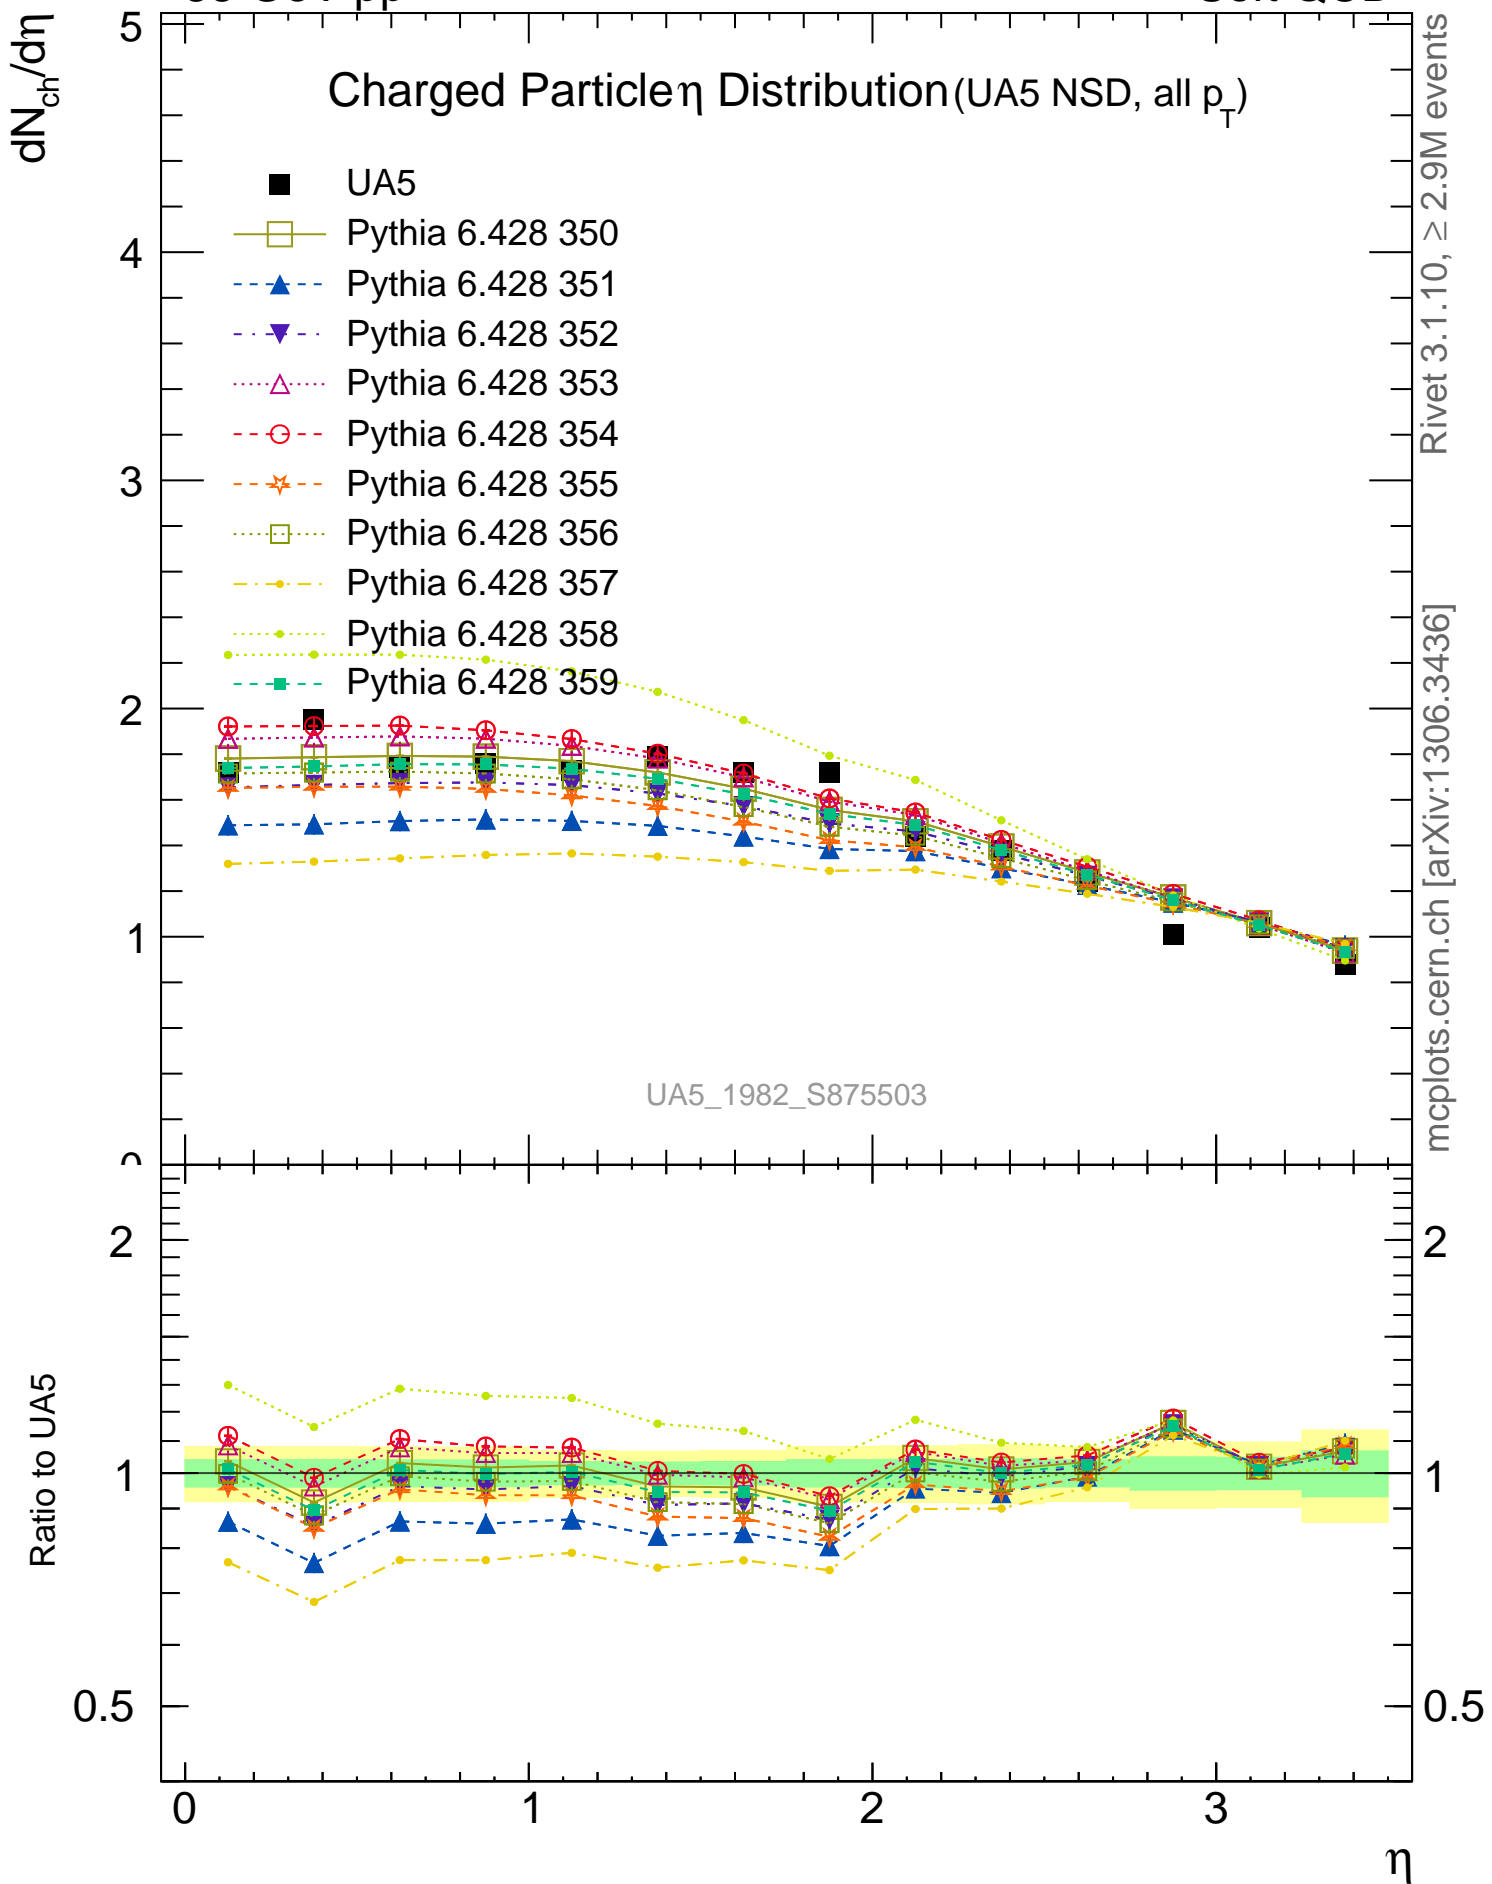 5
dN_ch/dη
Charged Particle η Distribution (UA5 NSD, all p_T)
UA5
Pythia 6.428 350
Pythia 6.428 351
Pythia 6.428 352
Pythia 6.428 353
Pythia 6.428 354
Pythia 6.428 355
Pythia 6.428 356
Pythia 6.428 357
Pythia 6.428 358
Pythia 6.428 359
4
3
2
1
0
UA5_1982_S875503
Rivet 3.1.10, ≥ 2.9M events
mcplots.cern.ch [arXiv:1306.3436]
Ratio to UA5
2
1
0.5
2
1
0.5
0 1 2 3
η